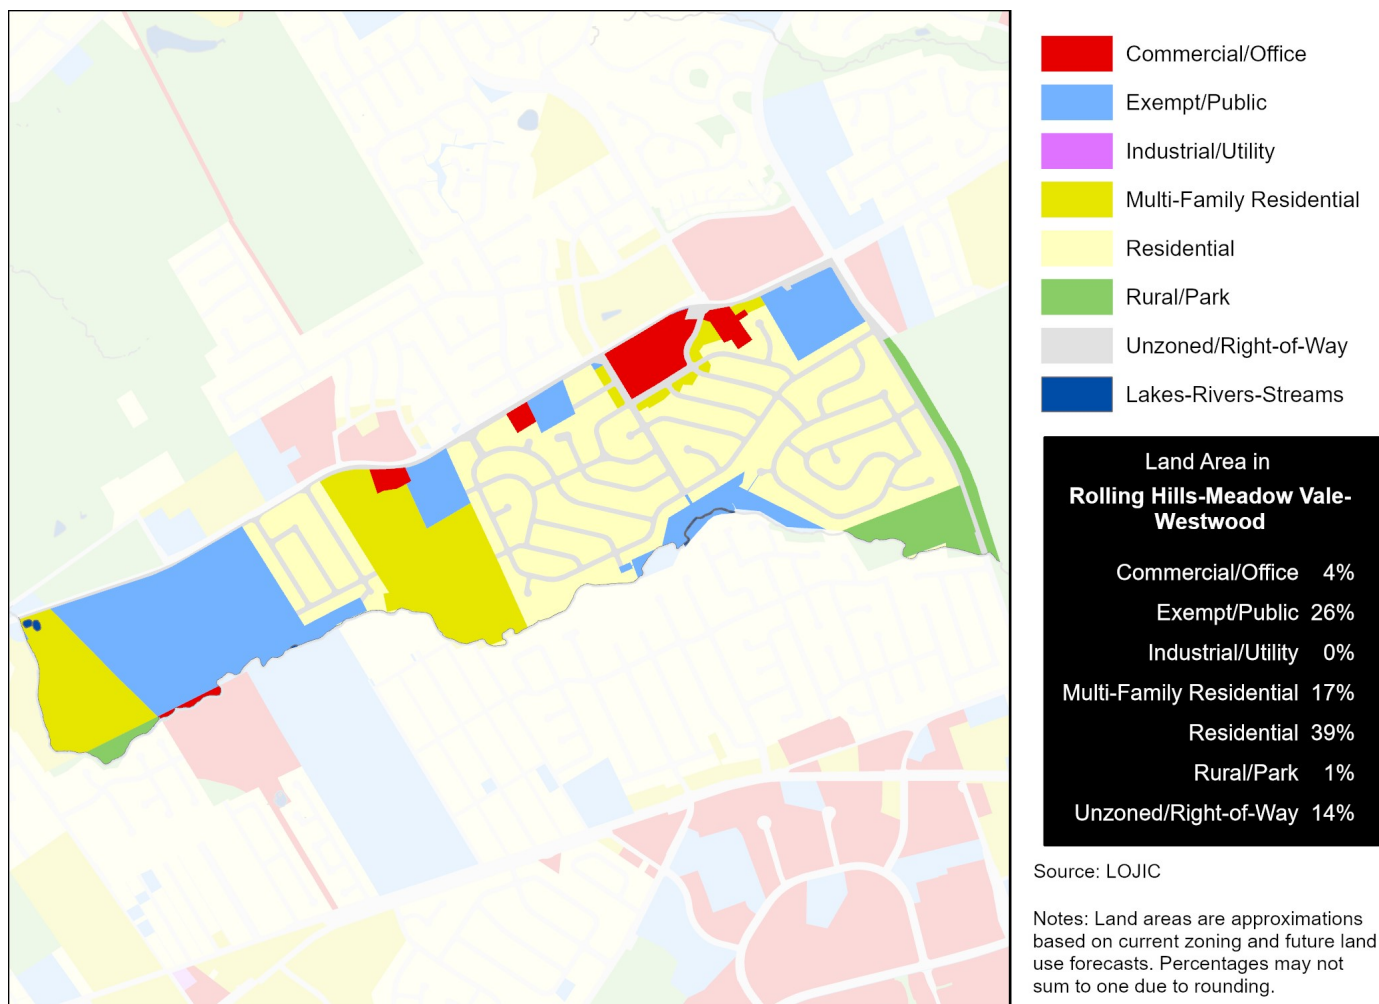 Commercial/Office
Exempt/Public
Industrial/Utility
Multi-Family Residential
Residential
Rural/Park
Unzoned/Right-of-Way
Lakes-Rivers-Streams
Land Area in
Rolling Hills-Meadow Vale-
Westwood
Commercial/Office 4%
Exempt/Public 26%
Industrial/Utility 0%
Multi-Family Residential 17%
Residential 39%
Rural/Park 1%
Unzoned/Right-of-Way 14%
Source: LOJIC
Notes: Land areas are approximations
based on current zoning and future land
use forecasts. Percentages may not
sum to one due to rounding.